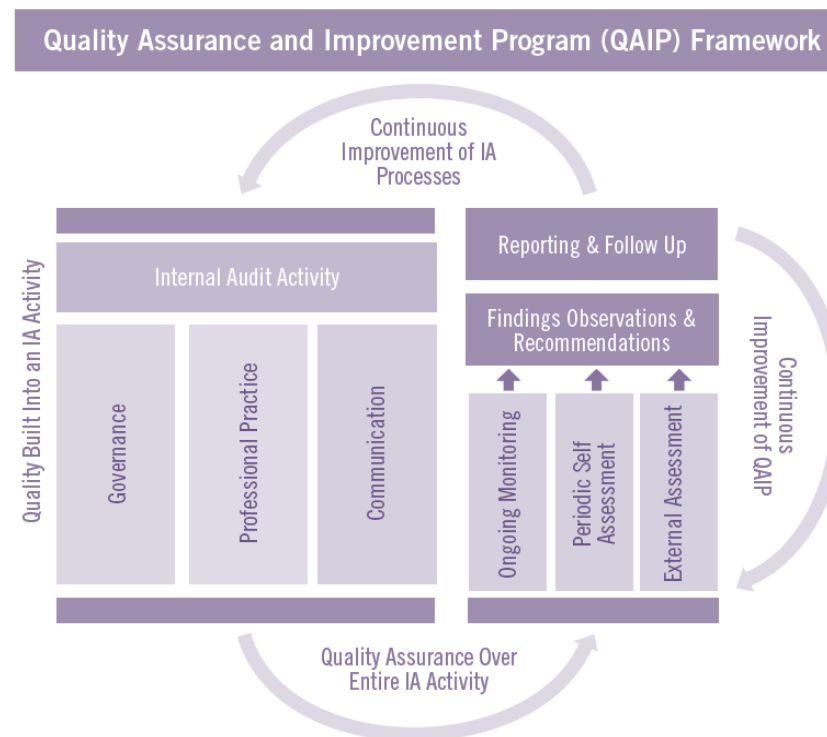 Quality Assurance and Improvement Program (QAIP) Framework
Continuous
Improvement of IA
Processes
Quality Built Into an IA Activity
Internal Audit Activity
Governance
Professional Practice
Communication
Reporting & Follow Up
Findings Observations &
Recommendations
Ongoing Monitoring
Periodic Self
Assessment
External Assessment
Continuous
Improvement of QAIP
Quality Assurance Over
Entire IA Activity